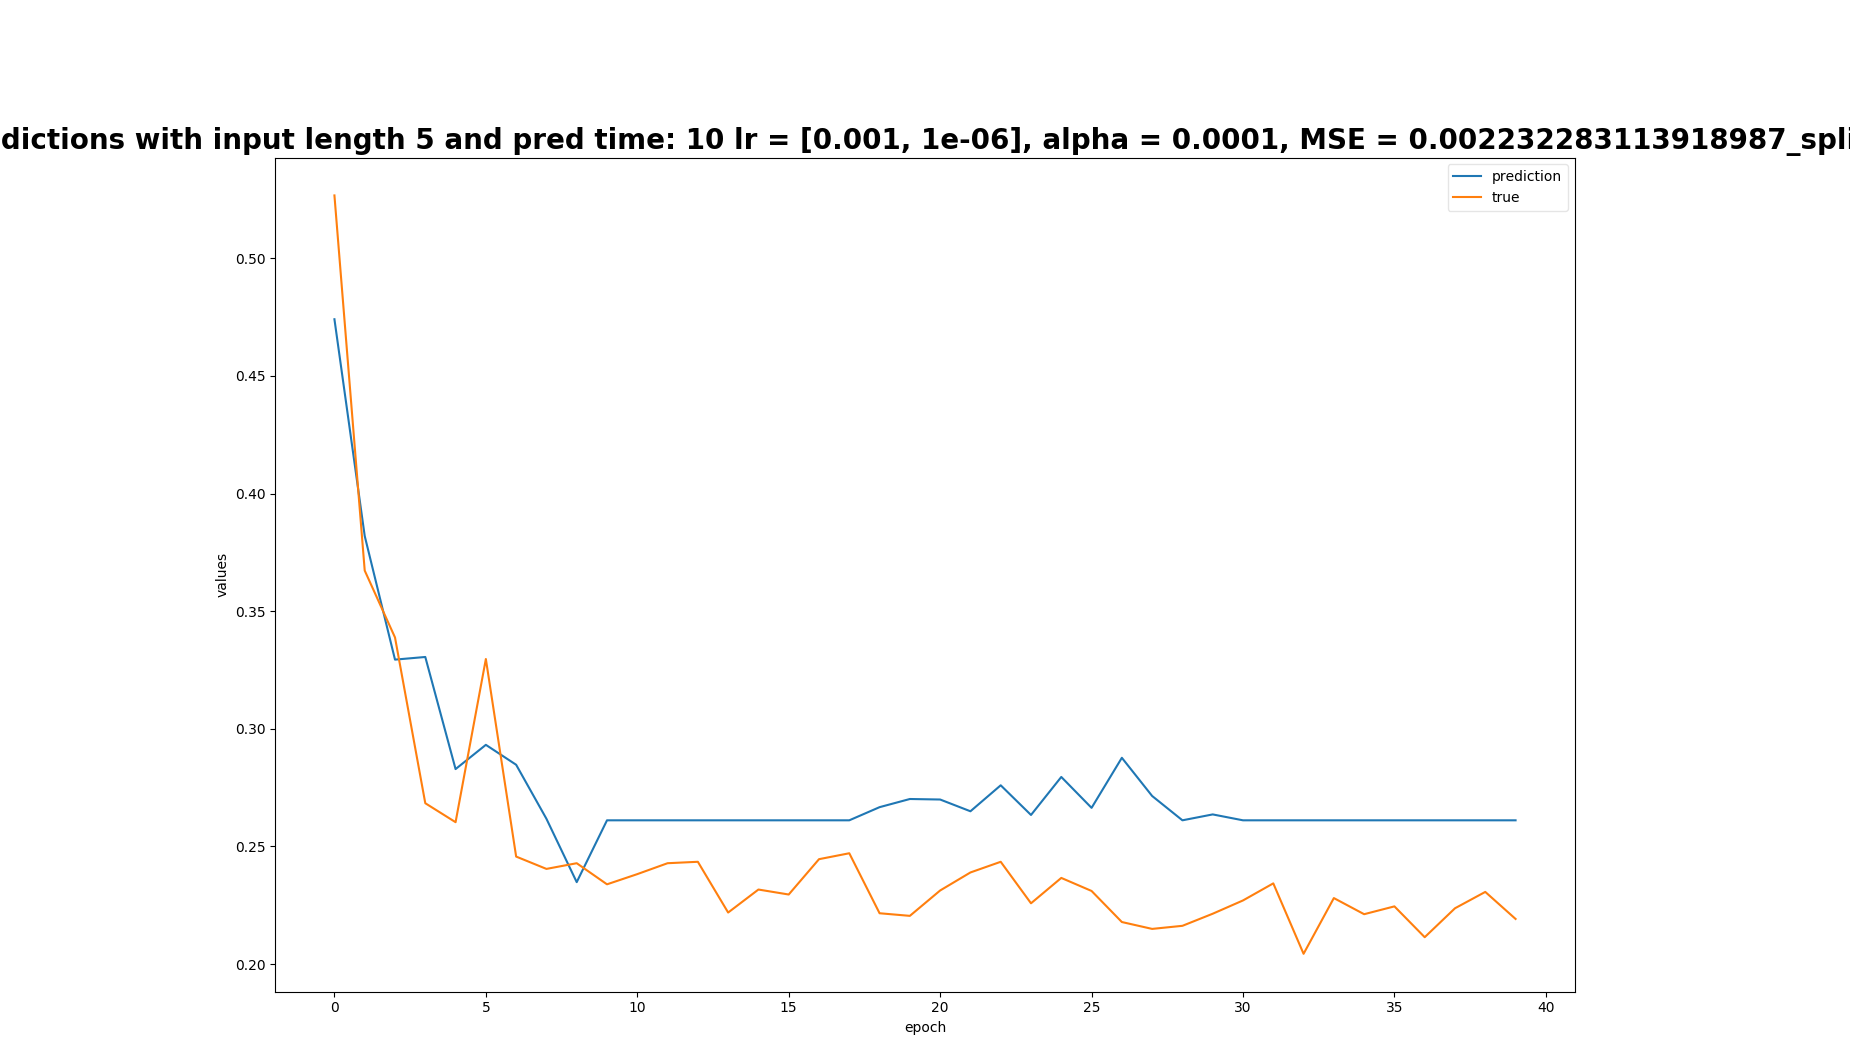 dictions with input length 5 and pred time: 10 lr = [0.001, 1e-06], alpha = 0.0001, MSE = 0.002232283113918987_spli
prediction
true
0.50
0.45
0.40
0.35
0.30
0.25
0.20
values
0 5 10 15 20 25 30 35 40
epoch